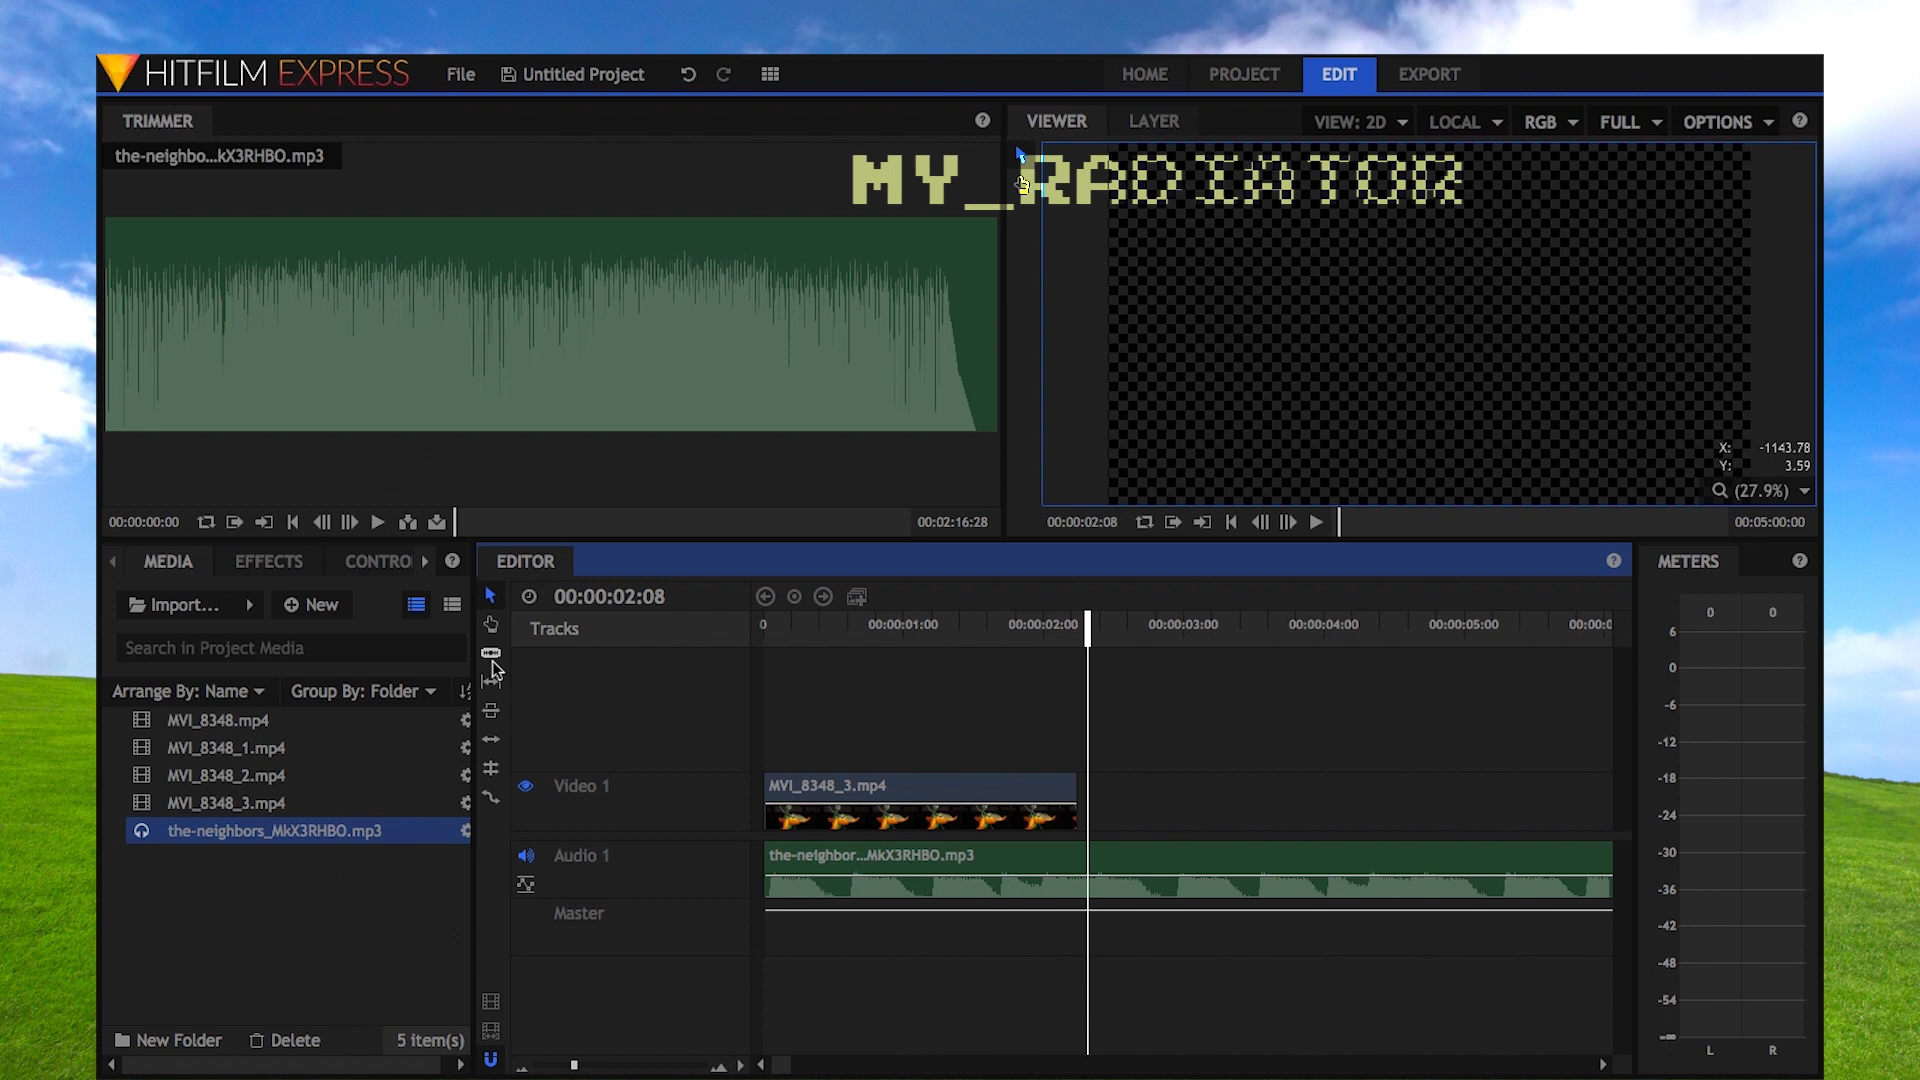 HITFILM EXPRESS
File
Untitled Project
HOME
PROJECT
EDIT
EXPORT
TRIMMER
VIEWER
LAYER
VIEW: 2D
LOCAL
RGB
FULL
OPTIONS
the-neighbo...kX3RHBO.mp3
MY_RADIATOR
X: -1143.78
Y: 3.59
(27.9%)
00:00:00:00
00:02:16:28
00:00:02:08
00:05:00:00
MEDIA
EFFECTS
CONTRO
EDITOR
METERS
Import...
New
00:00:02:08
Search in Project Media
Tracks
0
00:00:01:00
00:00:02:00
00:00:03:00
00:00:04:00
00:00:05:00
00:00:0
Arrange By: Name
Group By: Folder
MVI_8348.mp4
MVI_8348_1.mp4
MVI_8348_2.mp4
MVI_8348_3.mp4
the-neighbors_MkX3RHBO.mp3
Video 1
MVI_8348_3.mp4
Audio 1
the-neighbor...MkX3RHBO.mp3
Master
0
0
6
0
-6
-12
-18
-24
-30
-36
-42
-48
-54
-∞
L
R
New Folder
Delete
5 item(s)